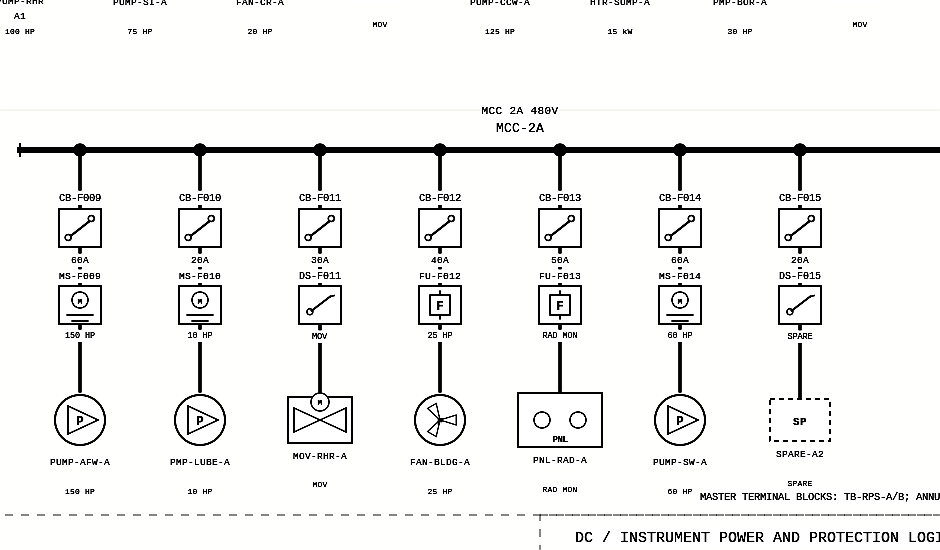 PUMP-SI-A FAN-CR-A PUMP-CCW-A HTR-SUMP-A PMP-BOR-A
A1 MOV MOV
100 HP 75 HP 20 HP 125 HP 15 kW 30 HP
MCC 2A 480V
MCC-2A
CB-F009 CB-F010 CB-F011 CB-F012 CB-F013 CB-F014 CB-F015
60A 20A 30A 40A 50A 60A 20A
MS-F009 MS-F010 DS-F011 FU-F012 FU-F013 MS-F014 DS-F015
M M F F M
150 HP 10 HP MOV 25 HP RAD MON 60 HP SPARE
M
P P P SP
PNL
PUMP-AFW-A PMP-LUBE-A MOV-RHR-A FAN-BLDG-A PNL-RAD-A PUMP-SW-A SPARE-A2
150 HP 10 HP MOV 25 HP RAD MON 60 HP SPARE
MASTER TERMINAL BLOCKS: TB-RPS-A/B; ANNU
DC / INSTRUMENT POWER AND PROTECTION LOGI